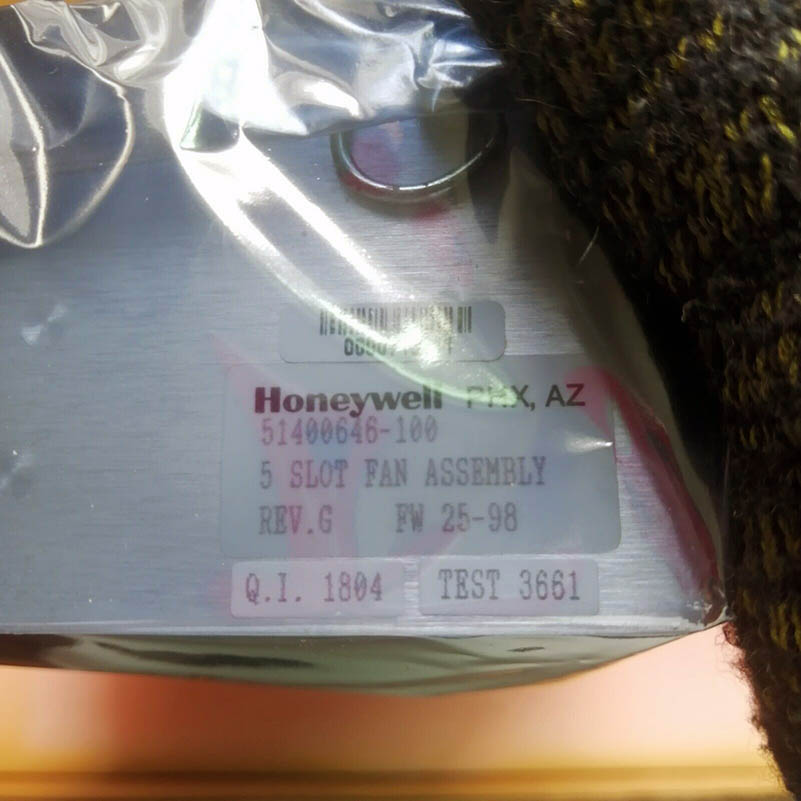 Honeywell PHX, AZ
51400646-100
5 SLOT FAN ASSEMBLY
REV.G FW 25-98
Q.I. 1804
TEST 3661